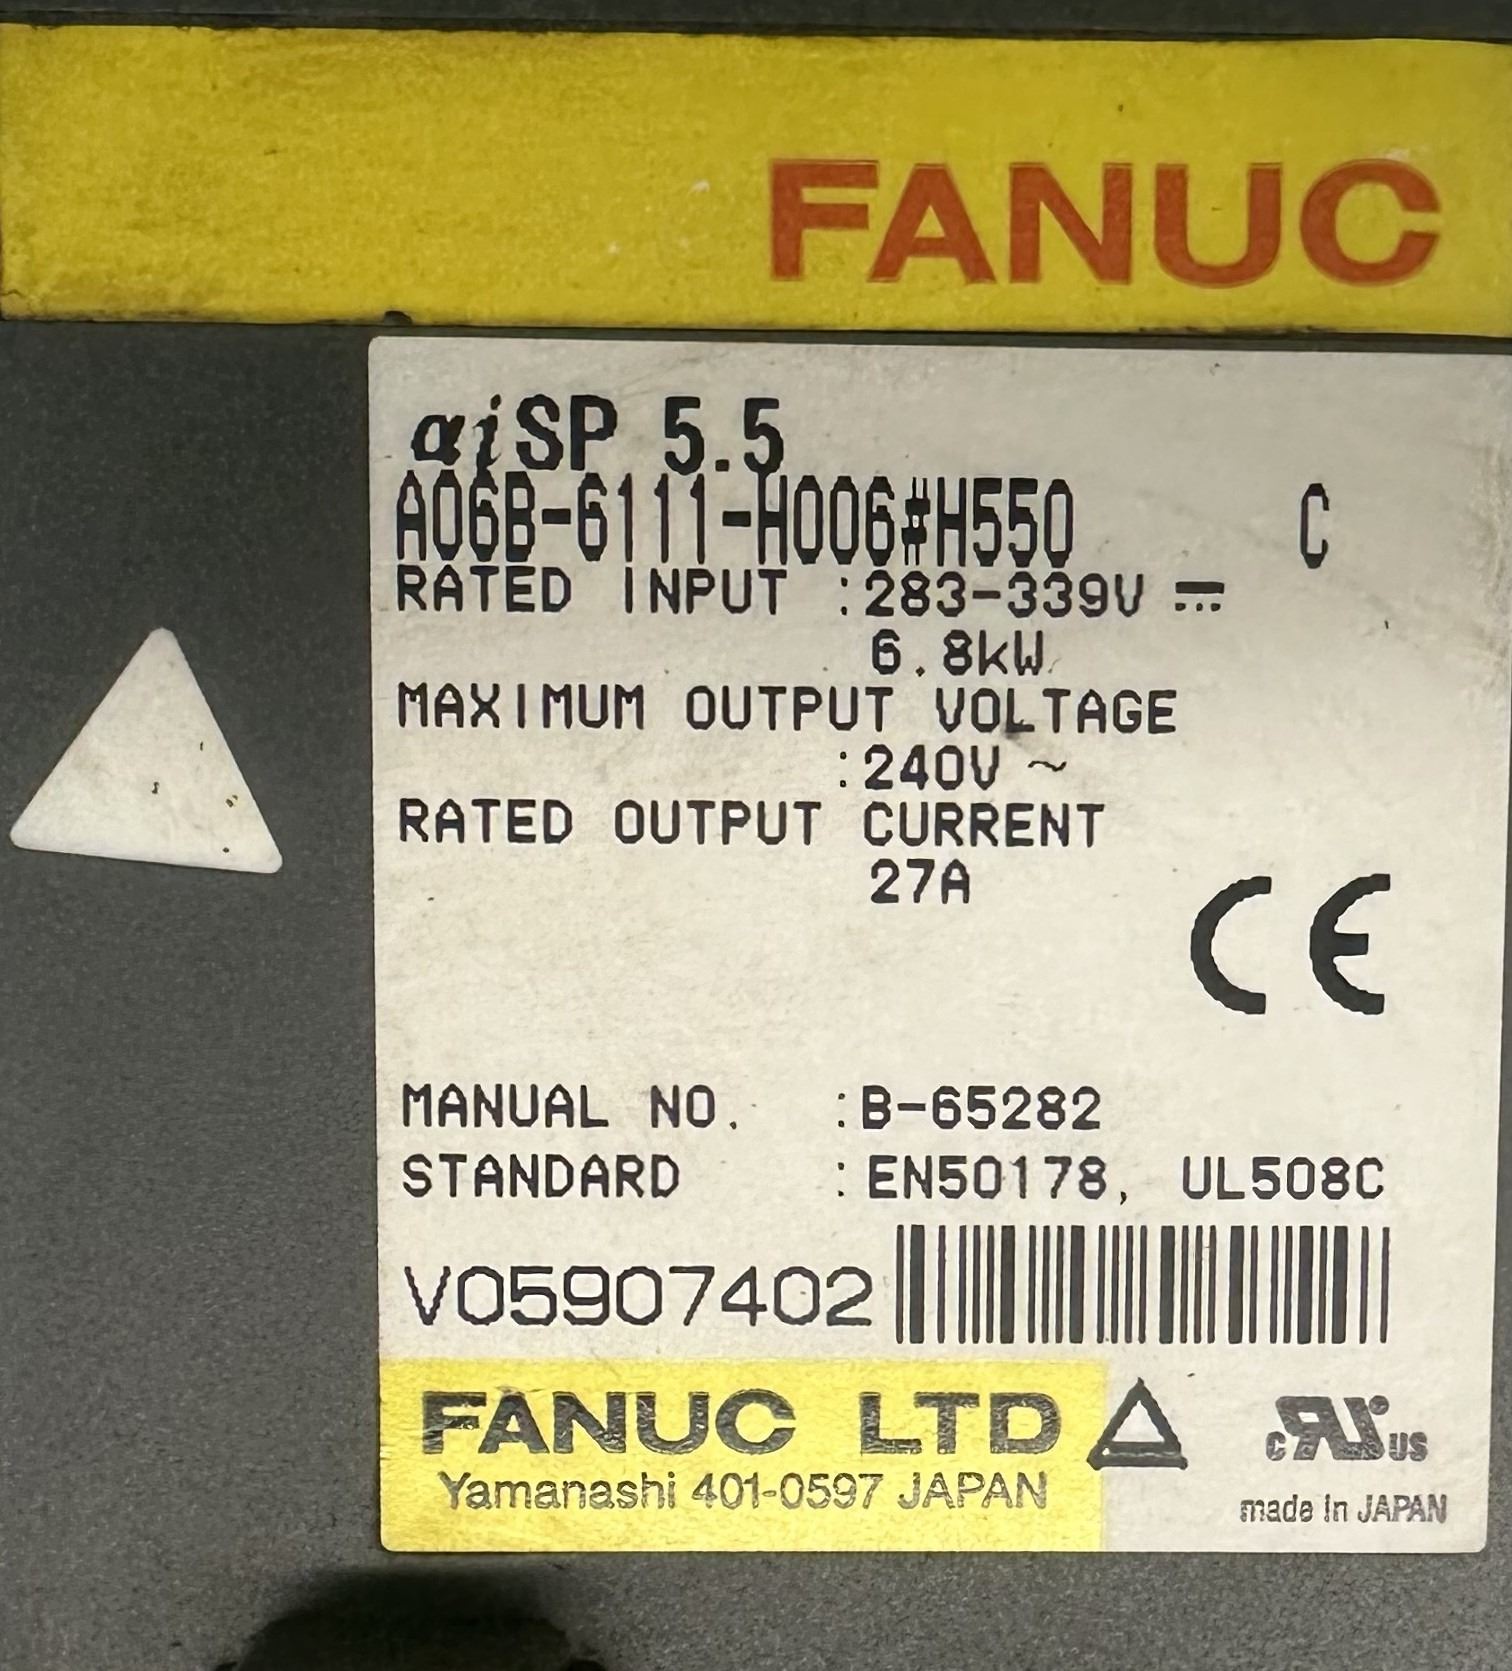 FANUC
αiSP 5.5
A06B-6111-H006#H550 C
RATED INPUT :283-339V ⎓
6.8kW
MAXIMUM OUTPUT VOLTAGE
:240V ~
RATED OUTPUT CURRENT
27A
CE
MANUAL NO. :B-65282
STANDARD :EN50178, UL508C
V05907402
FANUC LTD
Yamanashi 401-0597 JAPAN
c RU US
made in JAPAN